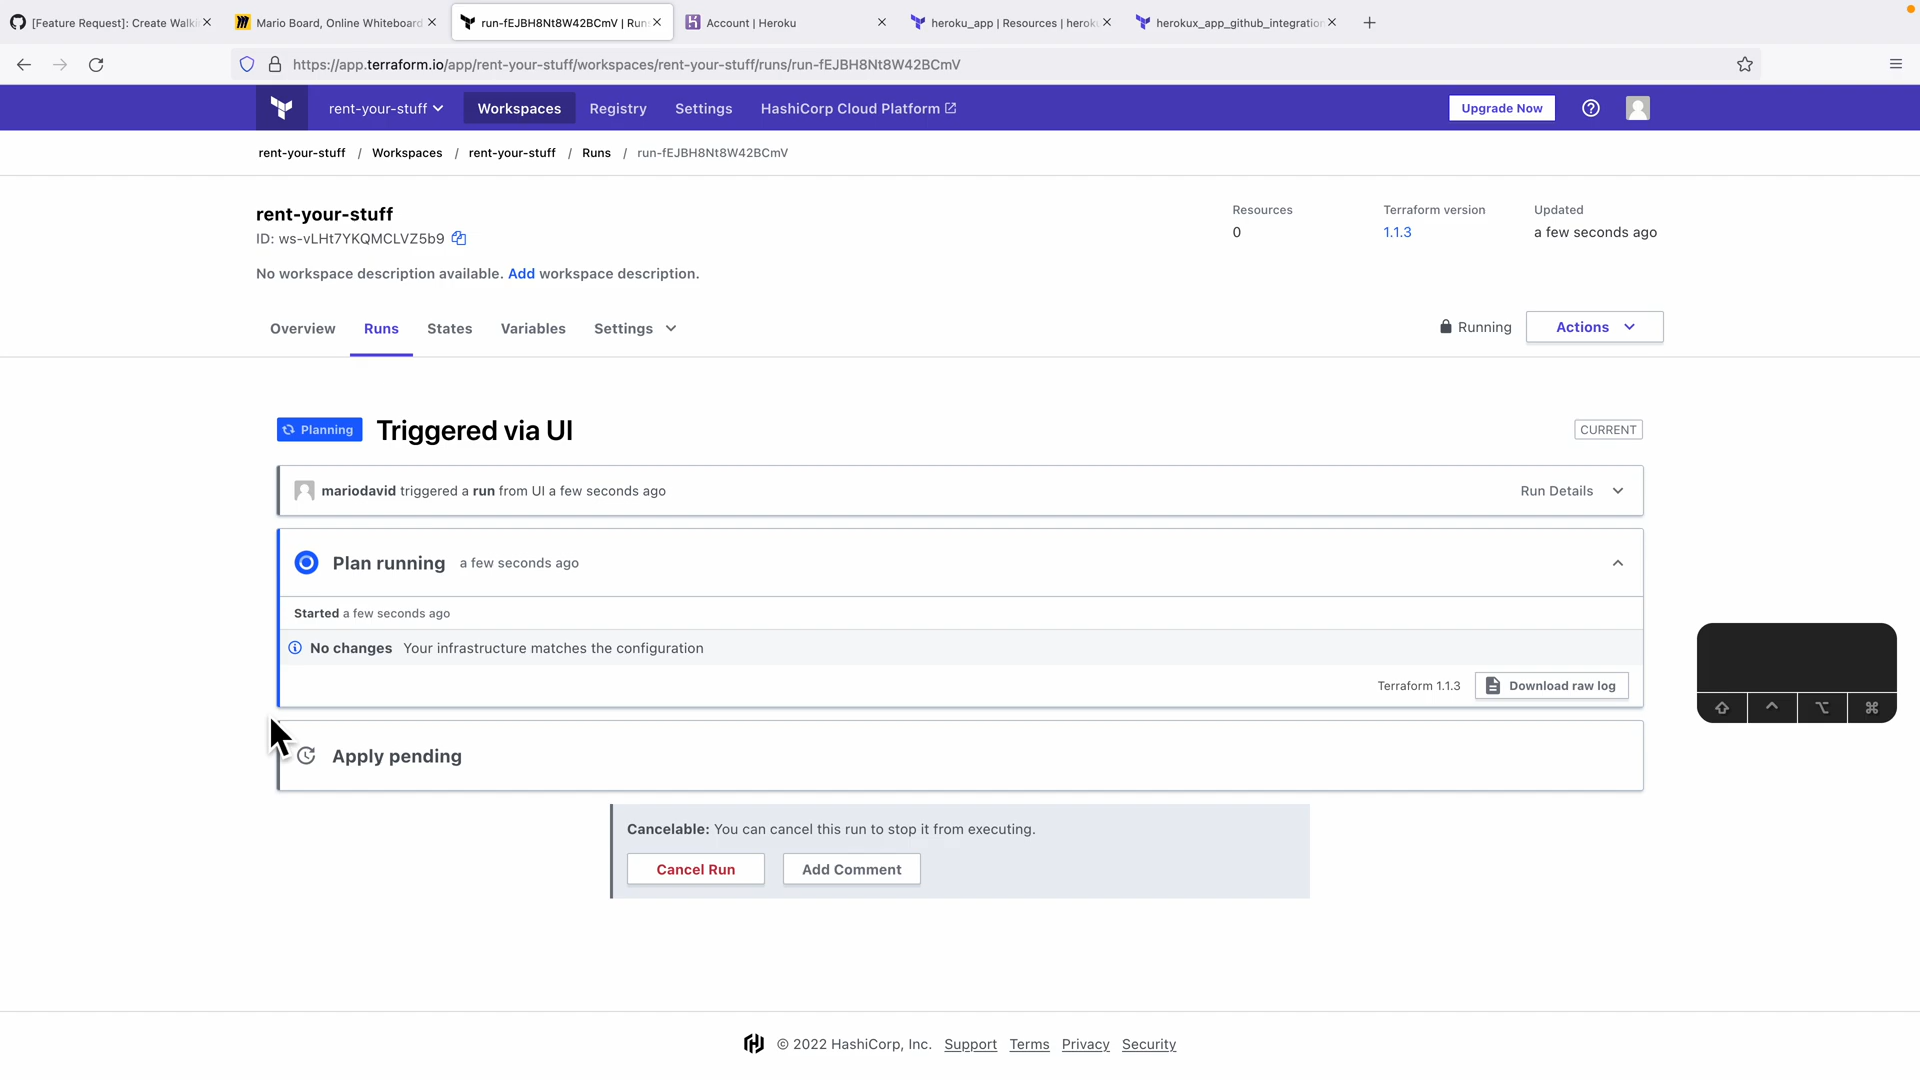 [Feature Request]: Create Walki
Mario Board, Online Whiteboard
run-fEJBH8Nt8W42BCmV | Run
Account | Heroku
heroku_app | Resources | herok
herokux_app_github_integration
https://app.terraform.io/app/rent-your-stuff/workspaces/rent-your-stuff/runs/run-fEJBH8Nt8W42BCmV
rent-your-stuff
Workspaces
Registry
Settings
HashiCorp Cloud Platform
Upgrade Now
rent-your-stuff / Workspaces / rent-your-stuff / Runs / run-fEJBH8Nt8W42BCmV
rent-your-stuff
ID: ws-vLHt7YKQMCLVZ5b9
No workspace description available. Add workspace description.
Resources
0
Terraform version
1.1.3
Updated
a few seconds ago
Overview
Runs
States
Variables
Settings
Running
Actions
Planning
Triggered via UI
CURRENT
mariodavid triggered a run from UI a few seconds ago
Run Details
Plan running a few seconds ago
Started a few seconds ago
No changes Your infrastructure matches the configuration
Terraform 1.1.3
Download raw log
Apply pending
Cancelable: You can cancel this run to stop it from executing.
Cancel Run
Add Comment
© 2022 HashiCorp, Inc. Support Terms Privacy Security